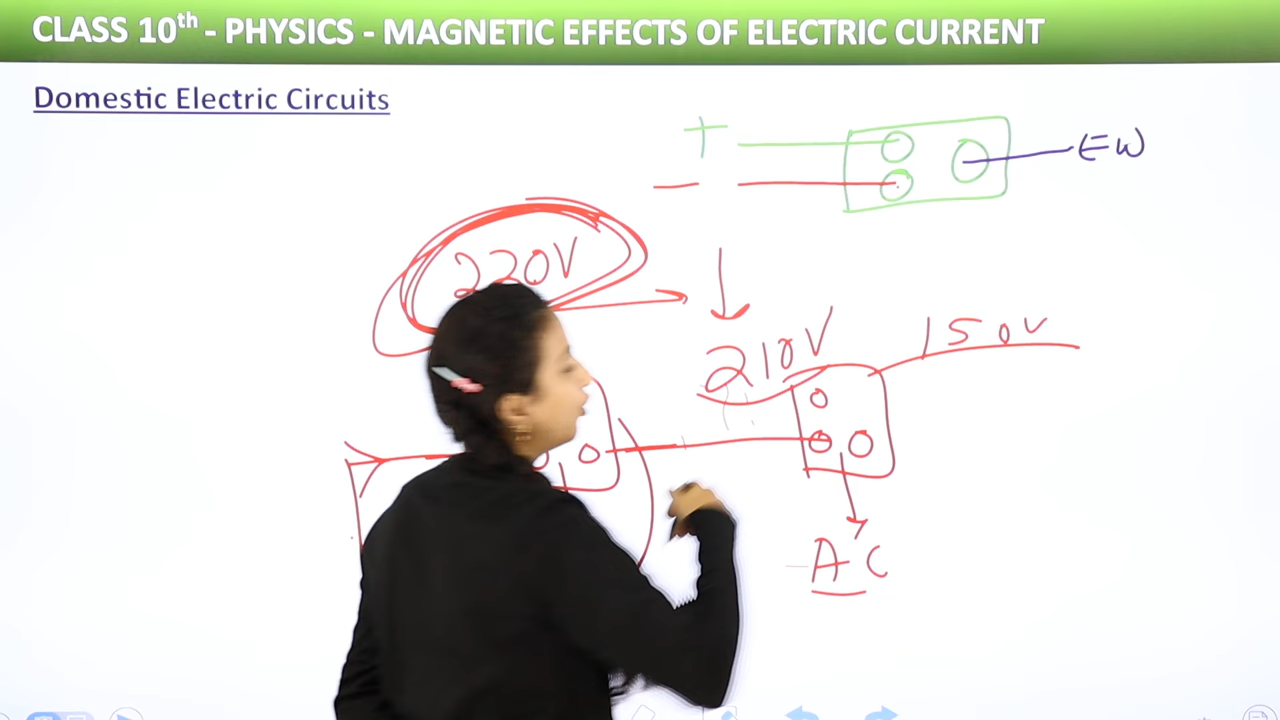 CLASS 10th - PHYSICS - MAGNETIC EFFECTS OF ELECTRIC CURRENT
Domestic Electric Circuits
+
EW
-
220V
210V
150V
AC